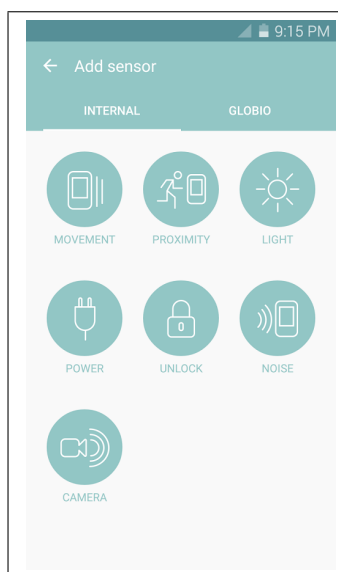 9:15 PM
Add sensor
INTERNAL GLOBIO
MOVEMENT PROXIMITY LIGHT
POWER UNLOCK NOISE
CAMERA